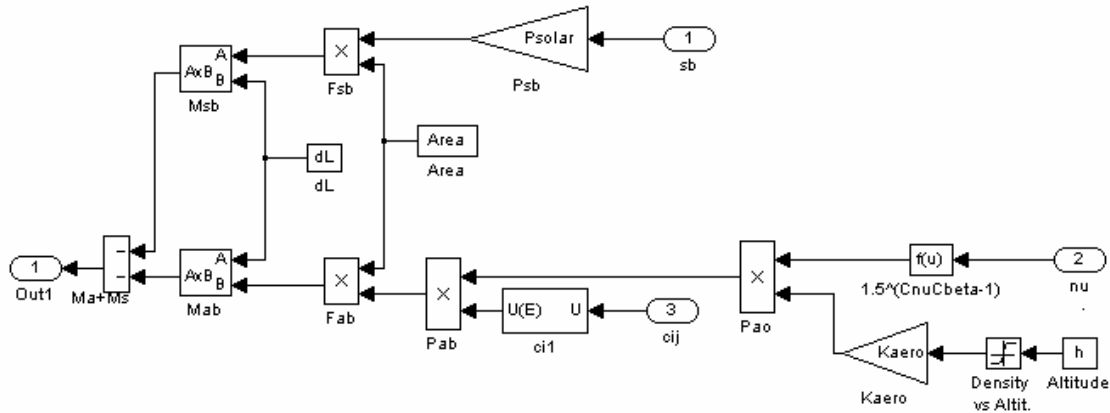 Psolar
Psb
1
sb
×
Fsb
A
AxB
B
Msb
Area
Area
dL
dL
1
Out1
−
−
Ma+Ms
A
AxB
B
Mab
×
Fab
×
Pab
U(E) U
ci1
3
cij
×
Pao
f(u)
1.5^(CnuCbeta-1)
2
nu
.
Kaero
Kaero
Density
vs Altit.
h
Altitude